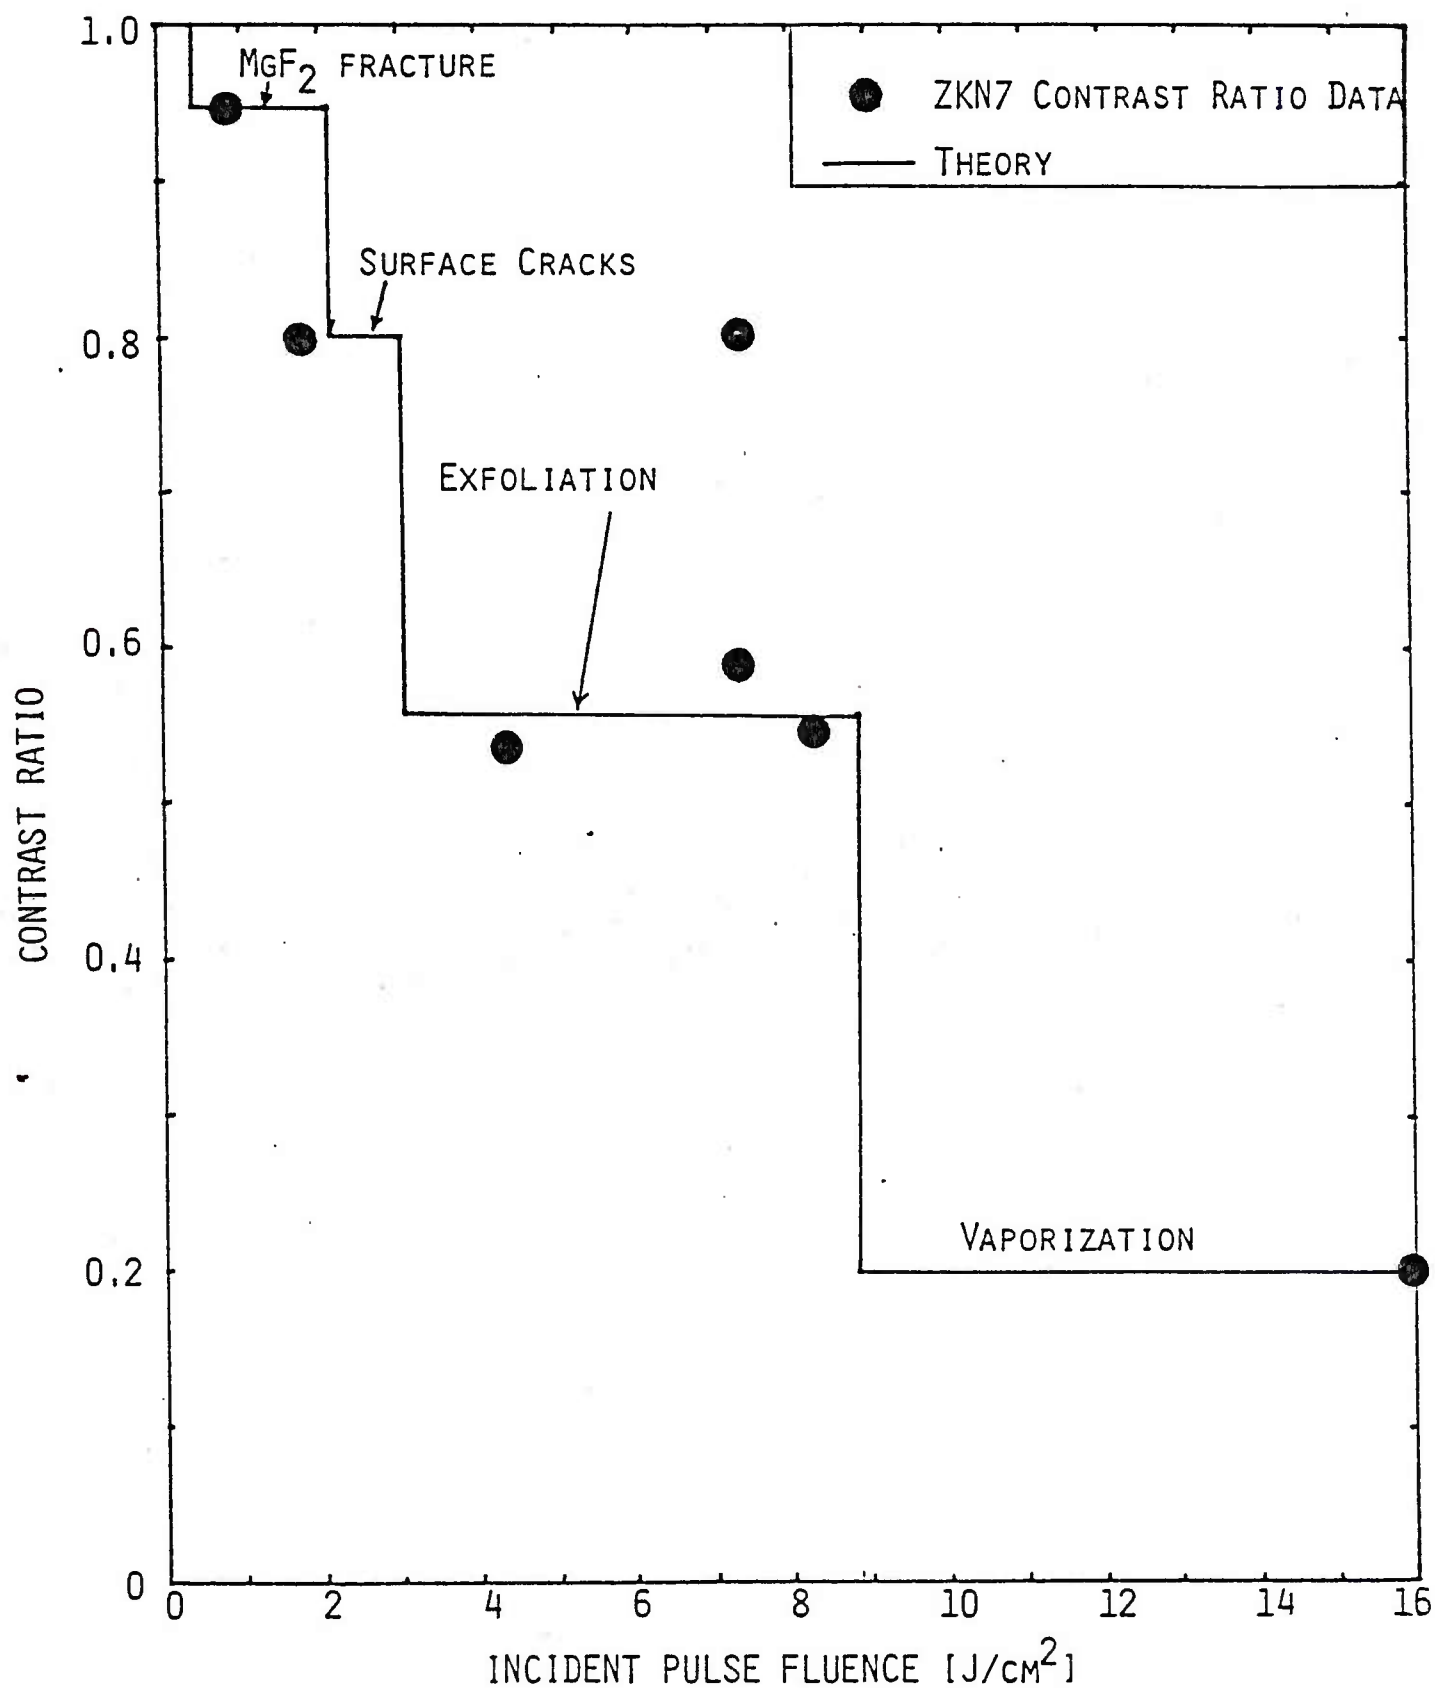 1.0
MgF2 FRACTURE
ZKN7 CONTRAST RATIO DATA
THEORY
SURFACE CRACKS
0.8
EXFOLIATION
0.6
CONTRAST RATIO
0.4
VAPORIZATION
0.2
0
0 2 4 6 8 10 12 14 16
INCIDENT PULSE FLUENCE [J/CM2]